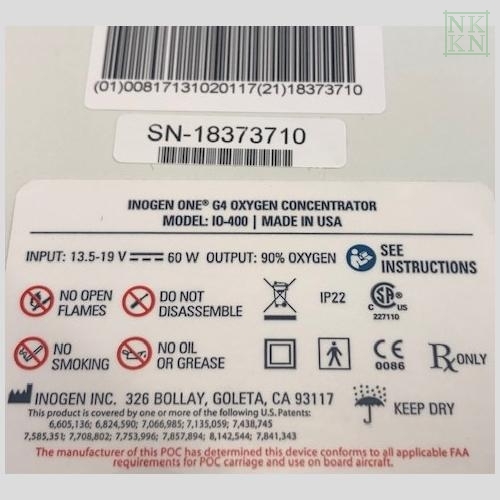 NK
KN
(01)00817131020117(21)18373710
SN-18373710
INOGEN ONE® G4 OXYGEN CONCENTRATOR
MODEL: IO-400 | MADE IN USA
INPUT: 13.5-19 V 60 W OUTPUT: 90% OXYGEN
SEE
INSTRUCTIONS
NO OPEN
FLAMES
DO NOT
DISASSEMBLE
IP22
CSA®
C US
227110
NO
SMOKING
NO OIL
OR GREASE
CE
0086
Rx ONLY
INOGEN INC. 326 BOLLAY, GOLETA, CA 93117
KEEP DRY
This product is covered by one or more of the following U.S. Patents:
6,605,136; 6,824,590; 7,066,985; 7,135,059; 7,438,745
7,585,351; 7,708,802; 7,753,996; 7,857,894; 8,142,544; 7,841,343
The manufacturer of this POC has determined this device conforms to all applicable FAA
requirements for POC carriage and use on board aircraft.